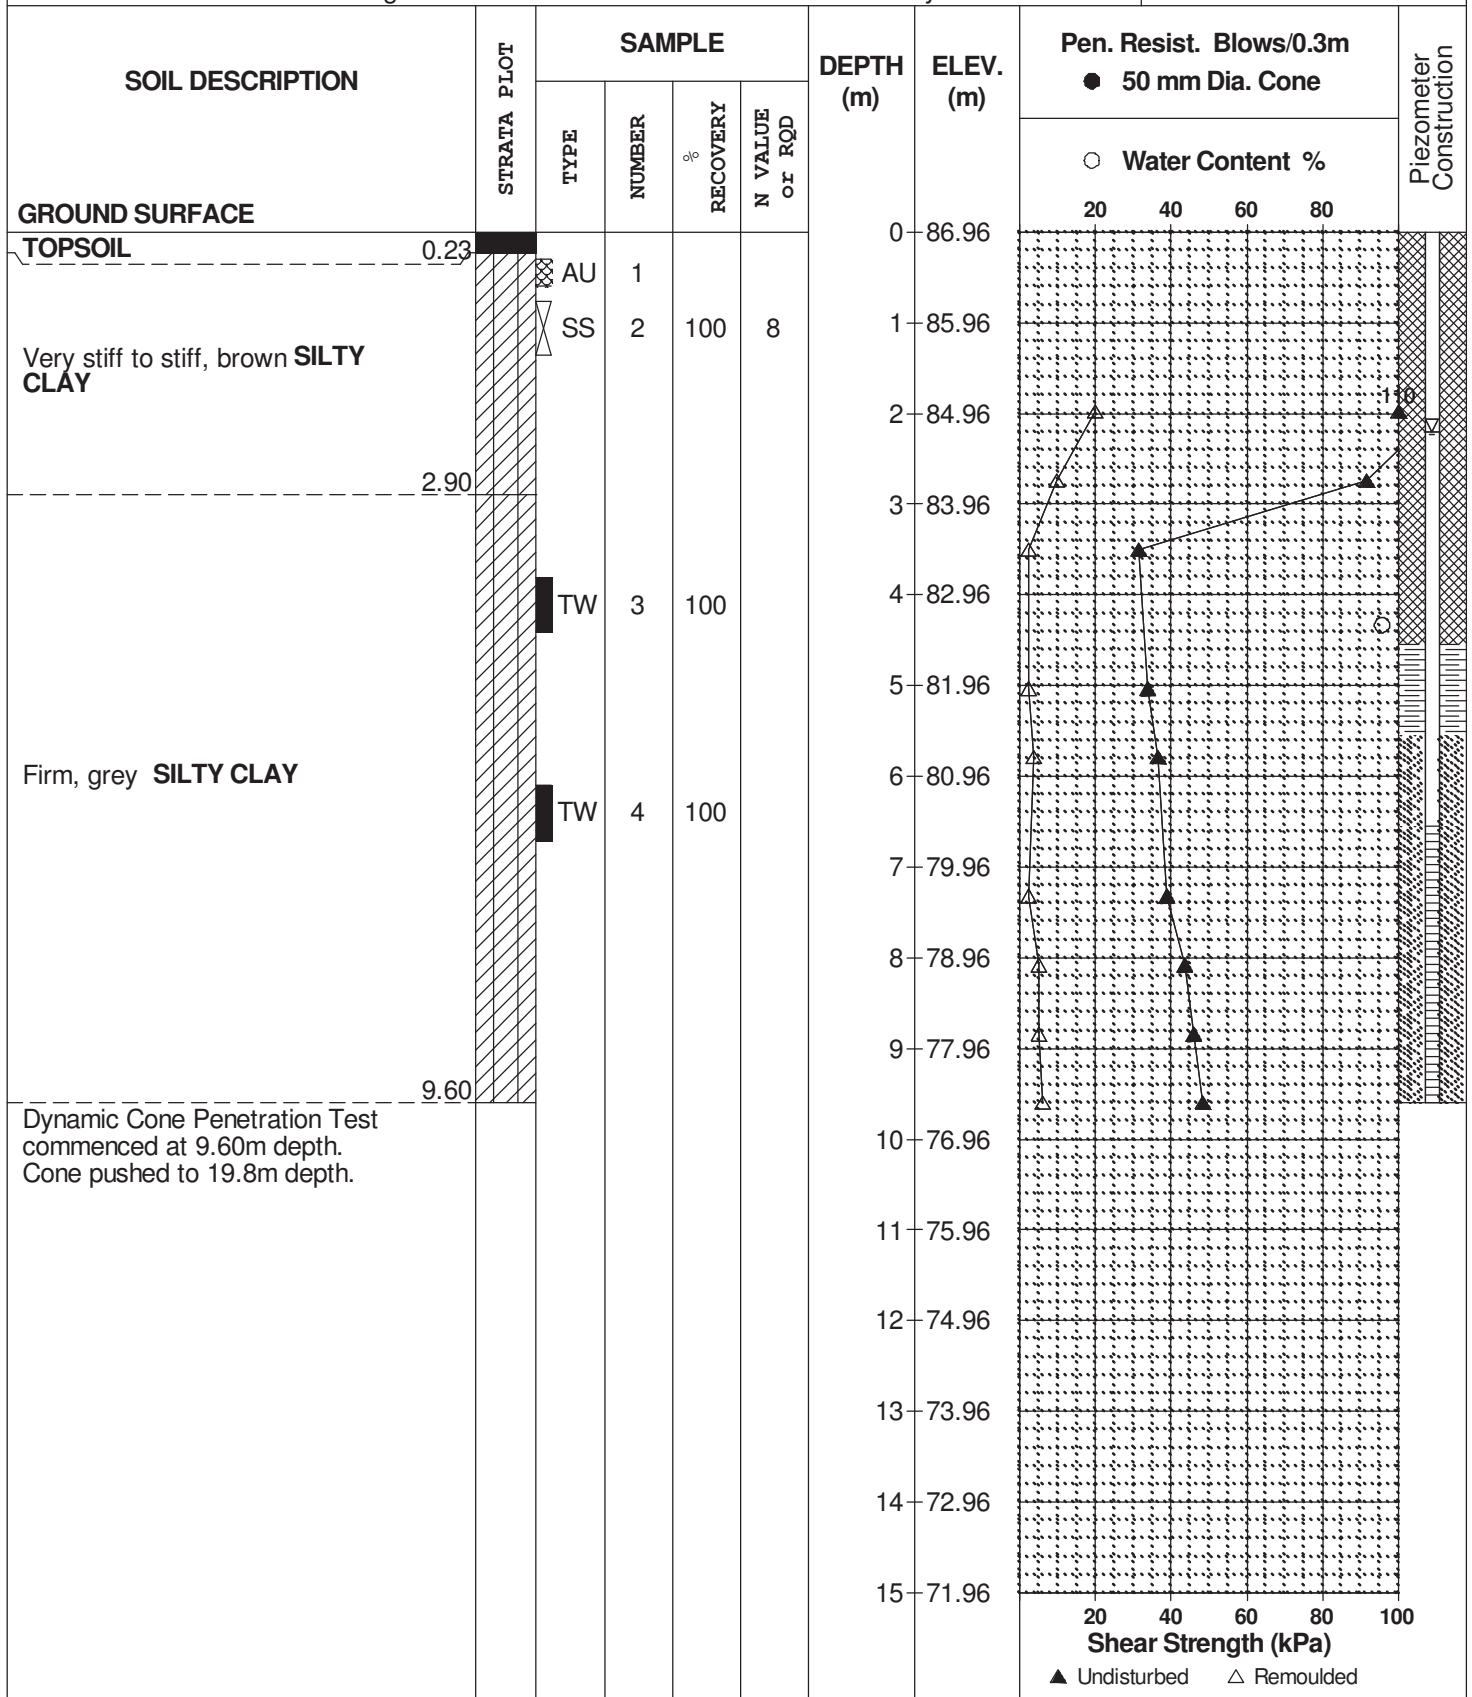 SOIL DESCRIPTION
GROUND SURFACE
STRATA PLOT
SAMPLE
TYPE
NUMBER
%
RECOVERY
N VALUE
or RQD
DEPTH
(m)
ELEV.
(m)
Pen. Resist. Blows/0.3m
● 50 mm Dia. Cone
○ Water Content %
20 40 60 80
Piezometer
Construction
TOPSOIL 0.23
AU 1
SS 2 100 8
Very stiff to stiff, brown SILTY
CLAY
2.90
TW 3 100
Firm, grey SILTY CLAY
TW 4 100
9.60
Dynamic Cone Penetration Test
commenced at 9.60m depth.
Cone pushed to 19.8m depth.
0 86.96
1 85.96
110
2 84.96
3 83.96
4 82.96
5 81.96
6 80.96
7 79.96
8 78.96
9 77.96
10 76.96
11 75.96
12 74.96
13 73.96
14 72.96
15 71.96
20 40 60 80 100
Shear Strength (kPa)
▲ Undisturbed △ Remoulded